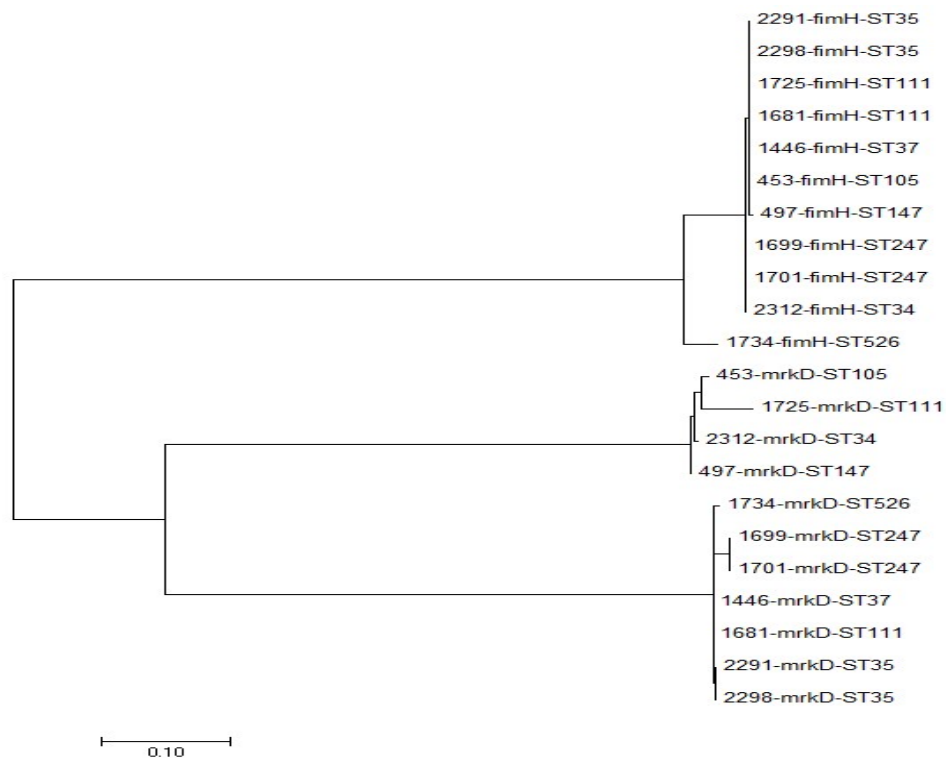 2291-fimH-ST35
2298-fimH-ST35
1725-fimH-ST111
1681-fimH-ST111
1446-fimH-ST37
453-fimH-ST105
497-fimH-ST147
1699-fimH-ST247
1701-fimH-ST247
2312-fimH-ST34
1734-fimH-ST526
453-mrkD-ST105
1725-mrkD-ST111
2312-mrkD-ST34
497-mrkD-ST147
1734-mrkD-ST526
1699-mrkD-ST247
1701-mrkD-ST247
1446-mrkD-ST37
1681-mrkD-ST111
2291-mrkD-ST35
2298-mrkD-ST35
0.10